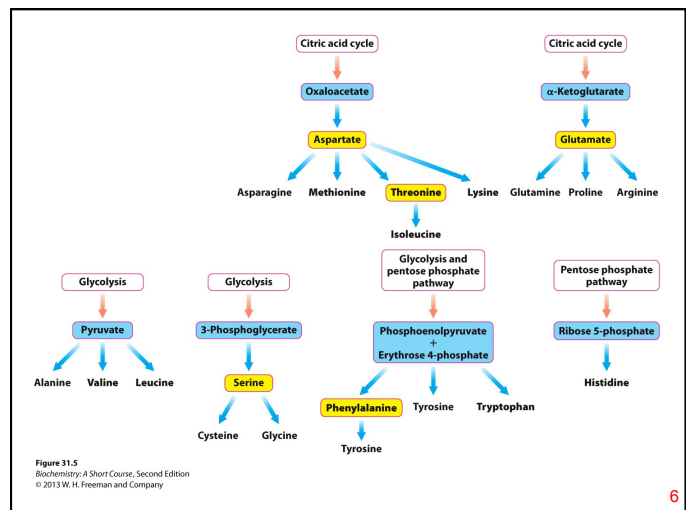 Citric acid cycle
Citric acid cycle
Oxaloacetate
α-Ketoglutarate
Aspartate
Glutamate
Asparagine Methionine Threonine Lysine Glutamine Proline Arginine
Isoleucine
Glycolysis
Glycolysis
Glycolysis and
pentose phosphate
pathway
Pentose phosphate
pathway
Pyruvate
3-Phosphoglycerate
Phosphoenolpyruvate
+
Erythrose 4-phosphate
Ribose 5-phosphate
Alanine Valine Leucine
Serine
Histidine
Phenylalanine Tyrosine Tryptophan
Cysteine Glycine
Tyrosine
Figure 31.5
Biochemistry: A Short Course, Second Edition
© 2013 W. H. Freeman and Company
6